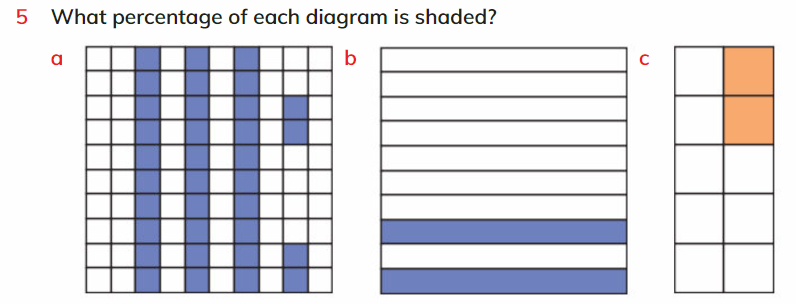 5 What percentage of each diagram is shaded?
a b c